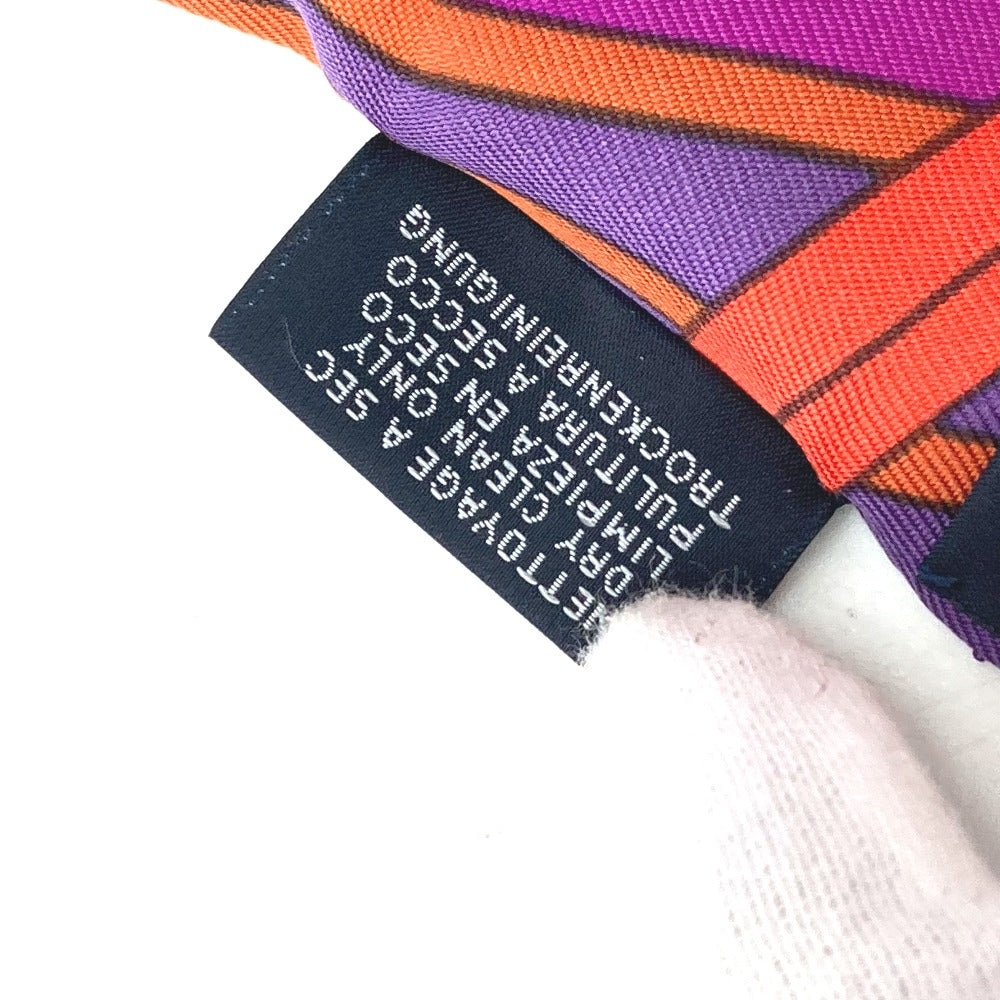 NETTOYAGE A SEC
DRY CLEAN ONLY
LIMPIEZA EN SECO
PULITURA A SECCO
TROCKENREINIGUNG